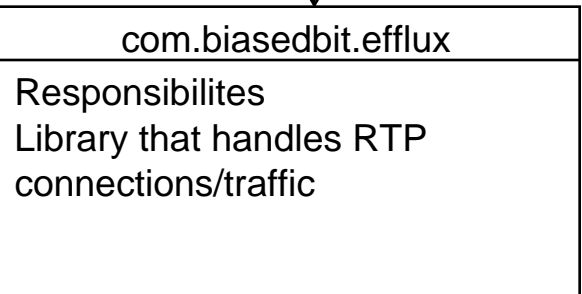 com.biasedbit.efflux
Responsibilites
Library that handles RTP
connections/traffic